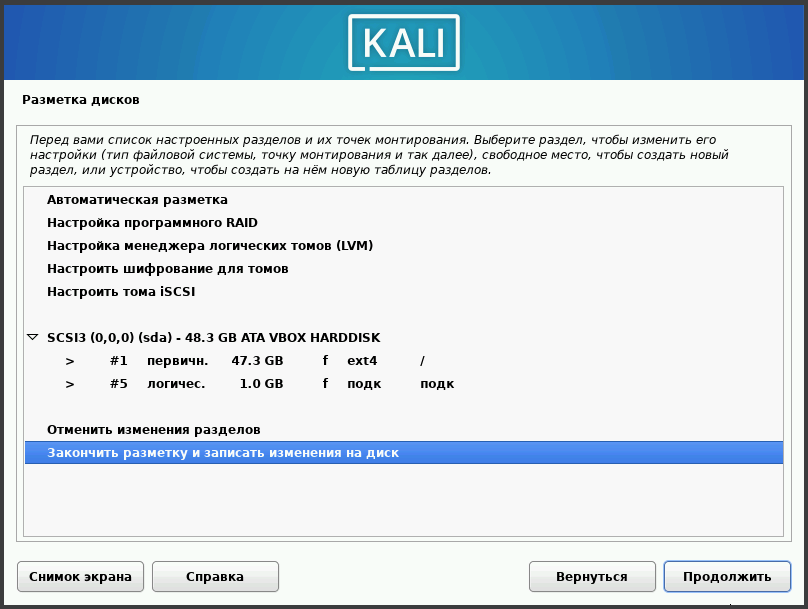 KALI
Разметка дисков
Перед вами список настроенных разделов и их точек монтирования. Выберите раздел, чтобы изменить его
настройки (тип файловой системы, точку монтирования и так далее), свободное место, чтобы создать новый
раздел, или устройство, чтобы создать на нём новую таблицу разделов.
Автоматическая разметка
Настройка программного RAID
Настройка менеджера логических томов (LVM)
Настроить шифрование для томов
Настроить тома iSCSI
SCSI3 (0,0,0) (sda) - 48.3 GB ATA VBOX HARDDISK
> #1 первичн. 47.3 GB f ext4 /
> #5 логичес. 1.0 GB f подк подк
Отменить изменения разделов
Закончить разметку и записать изменения на диск
Снимок экрана Справка Вернуться Продолжить